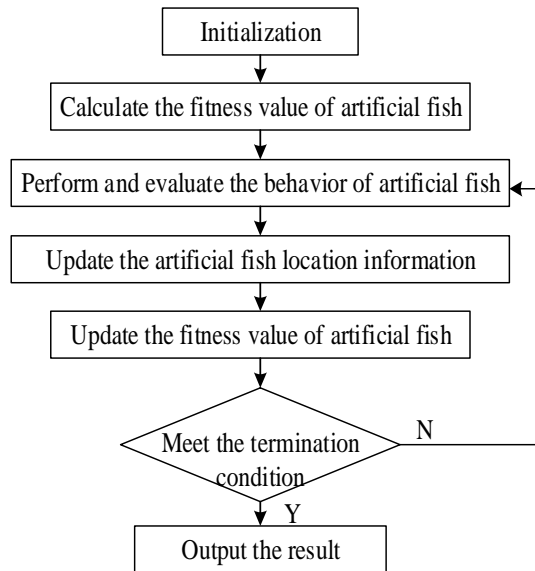 Initialization
Calculate the fitness value of artificial fish
Perform and evaluate the behavior of artificial fish
Update the artificial fish location information
Update the fitness value of artificial fish
Meet the termination
condition
N
Y
Output the result